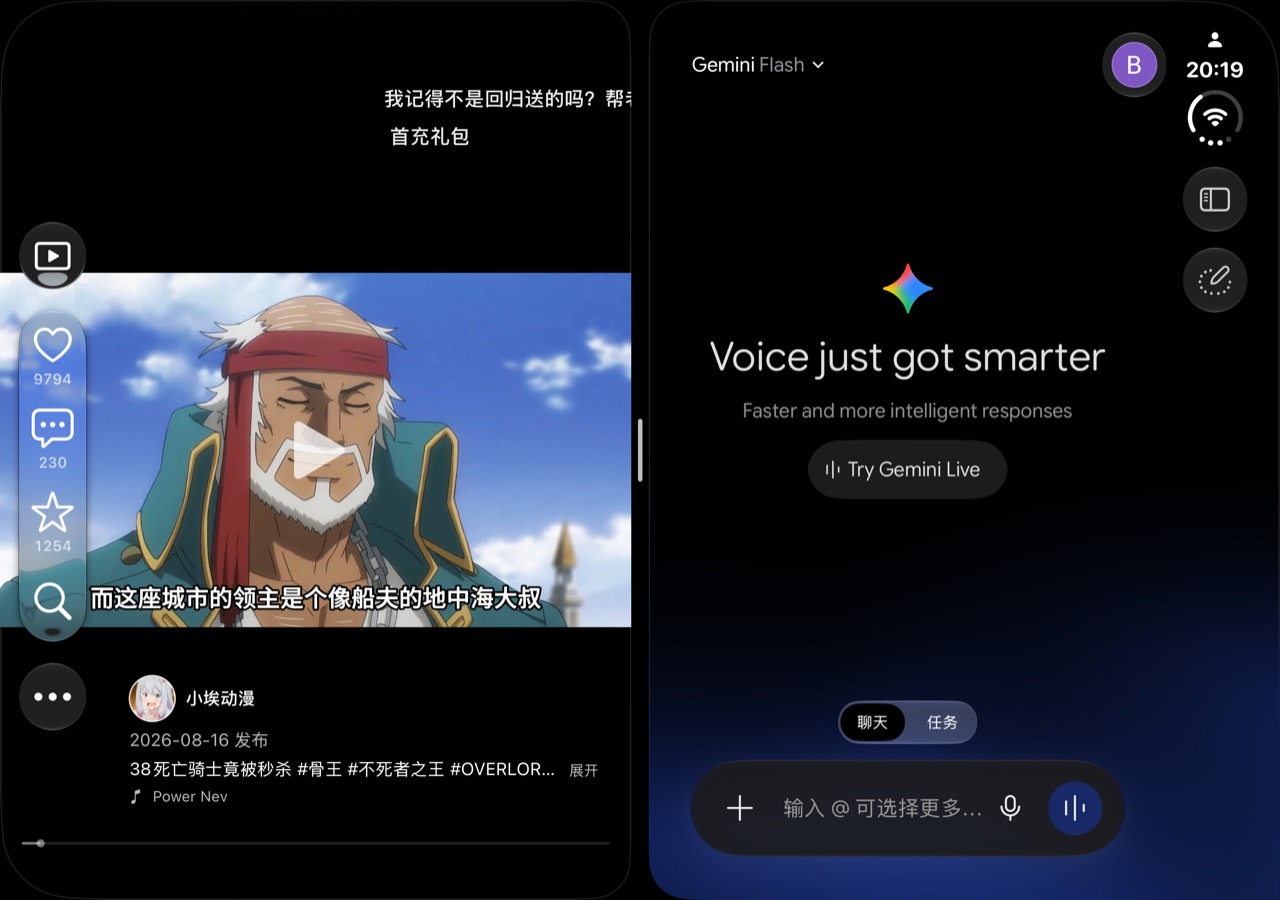 我记得不是回归送的吗？帮
首充礼包
9794
230
1254
而这座城市的领主是个像船夫的地中海大叔
小埃动漫
2026-08-16 发布
38死亡骑士竟被秒杀 #骨王 #不死者之王 #OVERLOR... 展开
Power Nev
Gemini Flash
B
20:19
Voice just got smarter
Faster and more intelligent responses
Try Gemini Live
聊天 任务
输入 @ 可选择更多...